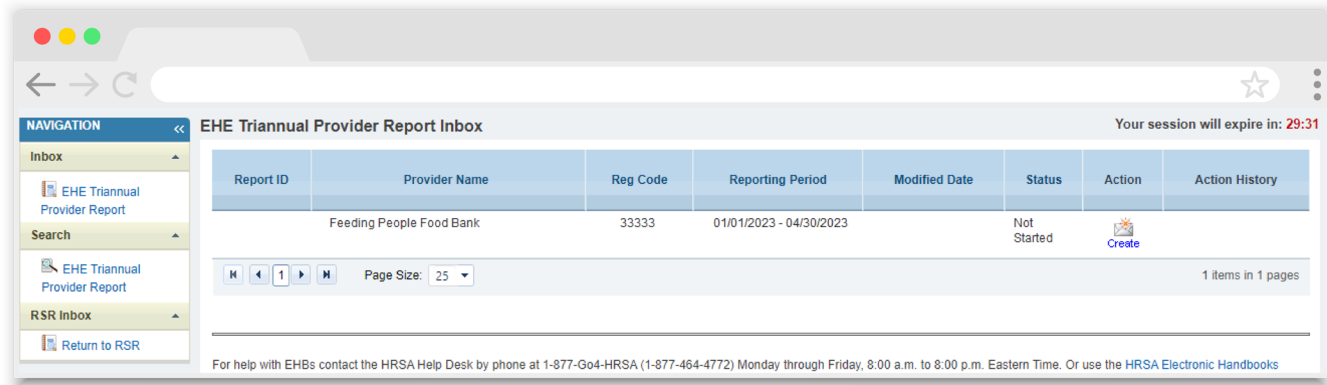 NAVIGATION «
Inbox
EHE Triannual
Provider Report
Search
EHE Triannual
Provider Report
RSR Inbox
Return to RSR
EHE Triannual Provider Report Inbox
Your session will expire in: 29:31
Report ID Provider Name Reg Code Reporting Period Modified Date Status Action Action History
Feeding People Food Bank 33333 01/01/2023 - 04/30/2023 Not Started Create
1 Page Size: 25 1 items in 1 pages
For help with EHBs contact the HRSA Help Desk by phone at 1-877-Go4-HRSA (1-877-464-4772) Monday through Friday, 8:00 a.m. to 8:00 p.m. Eastern Time. Or use the HRSA Electronic Handbooks